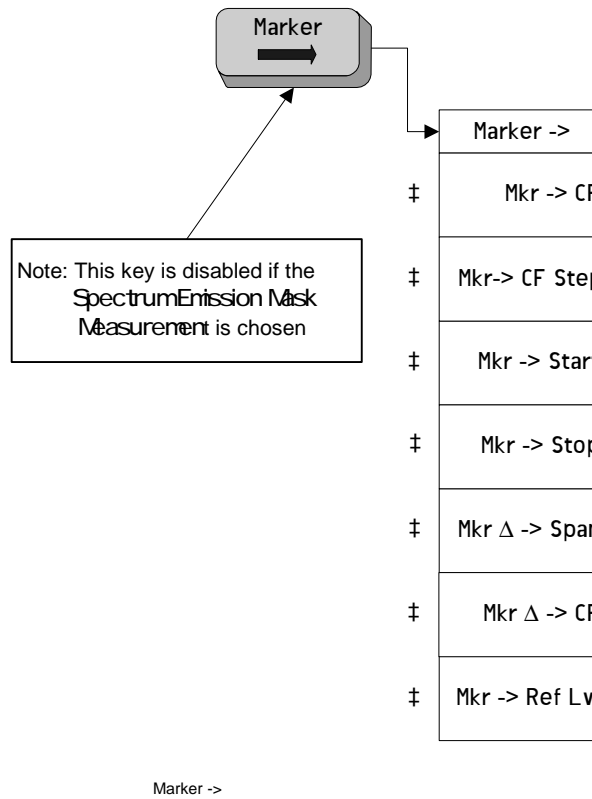 Marker
Marker ->
‡ Mkr -> CF
Note: This key is disabled if the
Spectrum Emission Mask
Measurement is chosen
‡ Mkr-> CF Step
‡ Mkr -> Start
‡ Mkr -> Stop
‡ Mkr Δ -> Span
‡ Mkr Δ -> CF
‡ Mkr -> Ref Lv
Marker ->